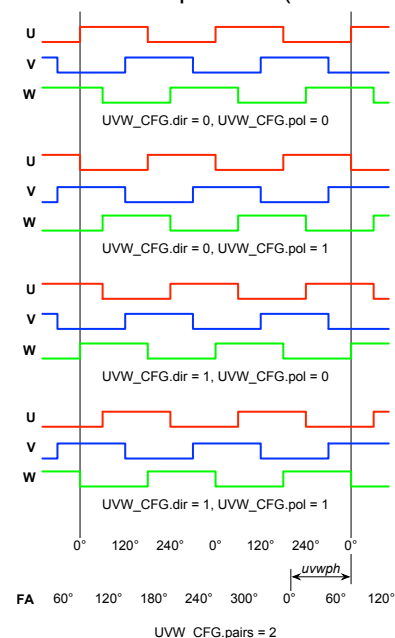 U
V
W
UVW_CFG.dir = 0, UVW_CFG.pol = 0
U
V
W
UVW_CFG.dir = 0, UVW_CFG.pol = 1
U
V
W
UVW_CFG.dir = 1, UVW_CFG.pol = 0
U
V
W
UVW_CFG.dir = 1, UVW_CFG.pol = 1
0° 120° 240° 0° 120° 240° 0°
uvwph
FA 60° 120° 180° 240° 300° 0° 60° 120°
UVW_CFG.pairs = 2